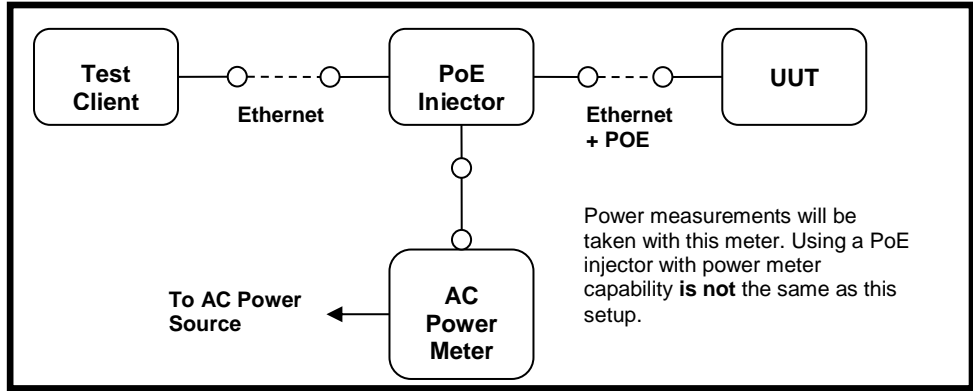 Test
Client
Ethernet
PoE
Injector
Ethernet
+ POE
UUT
Power measurements will be
taken with this meter. Using a PoE
injector with power meter
capability is not the same as this
setup.
To AC Power
Source
AC
Power
Meter